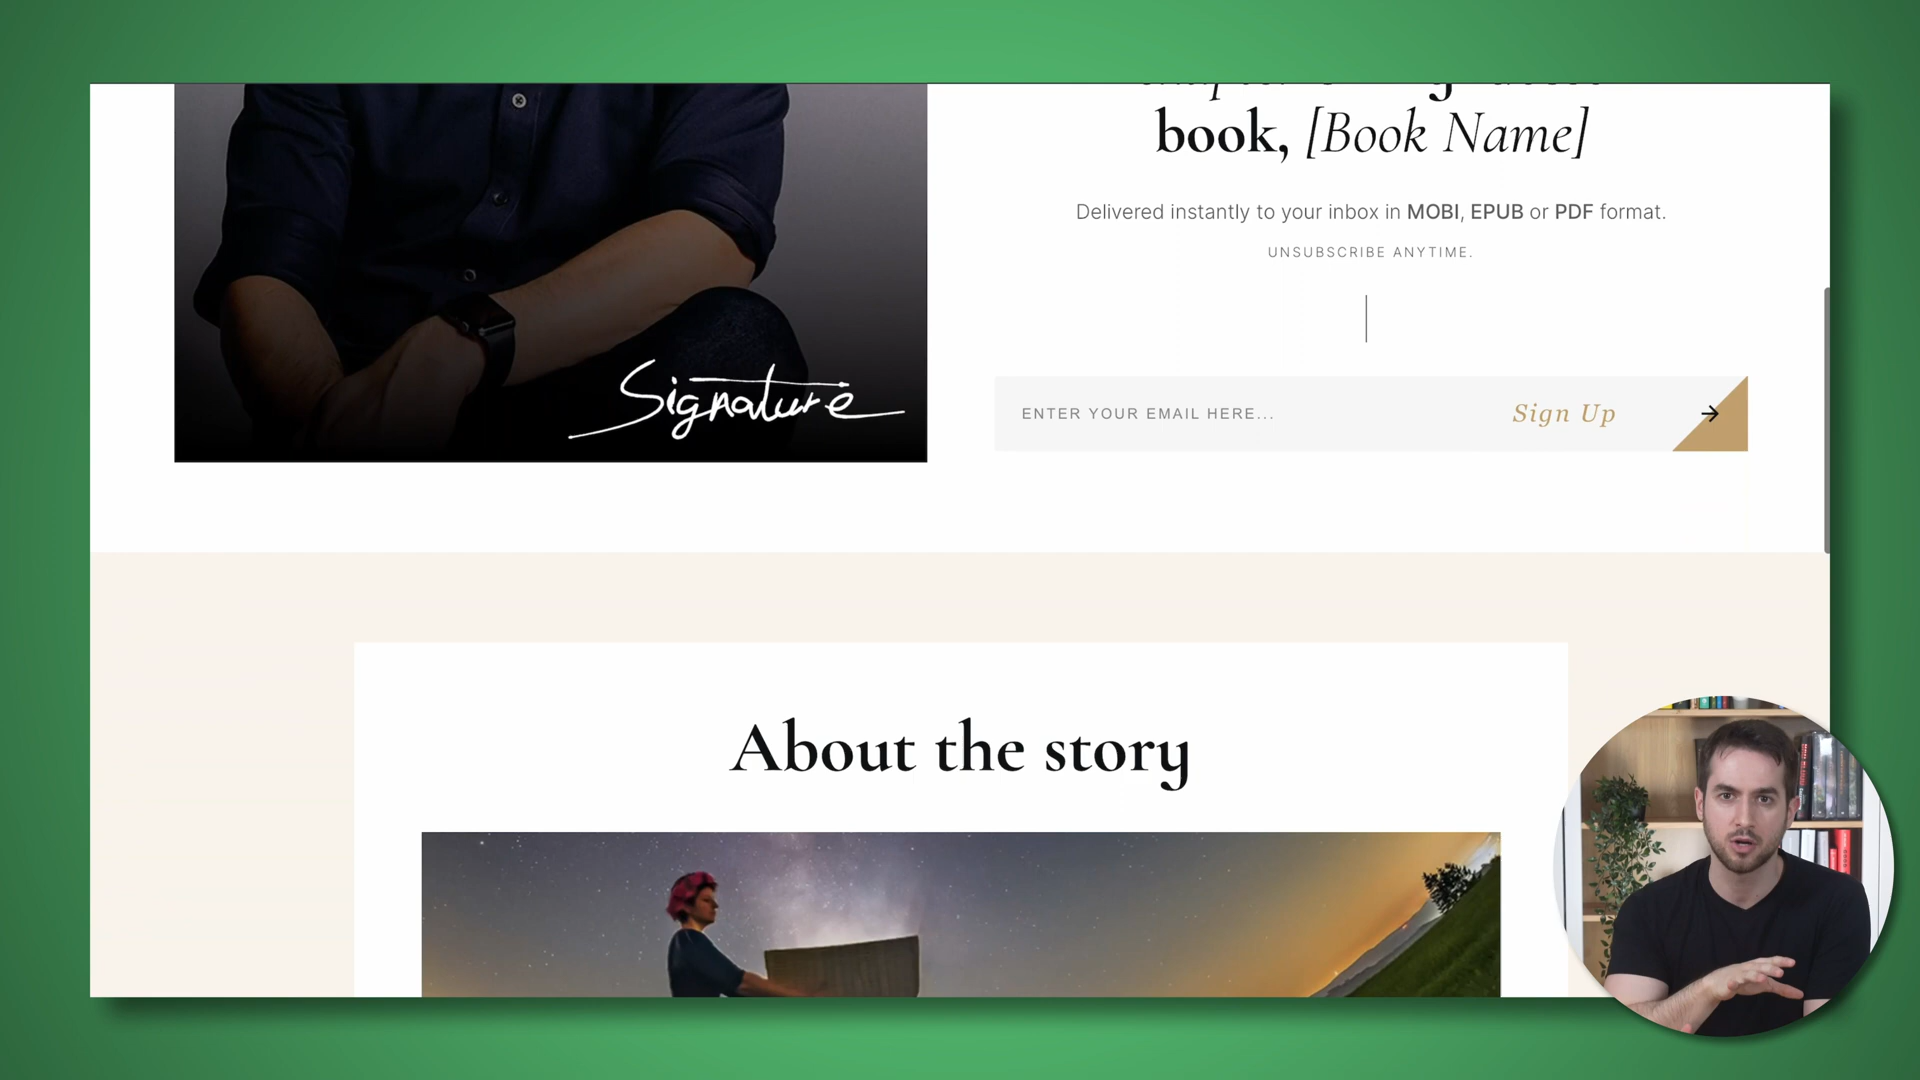 book, [Book Name]
Delivered instantly to your inbox in MOBI, EPUB or PDF format.
UNSUBSCRIBE ANYTIME.
Signature
ENTER YOUR EMAIL HERE...
Sign Up
About the story